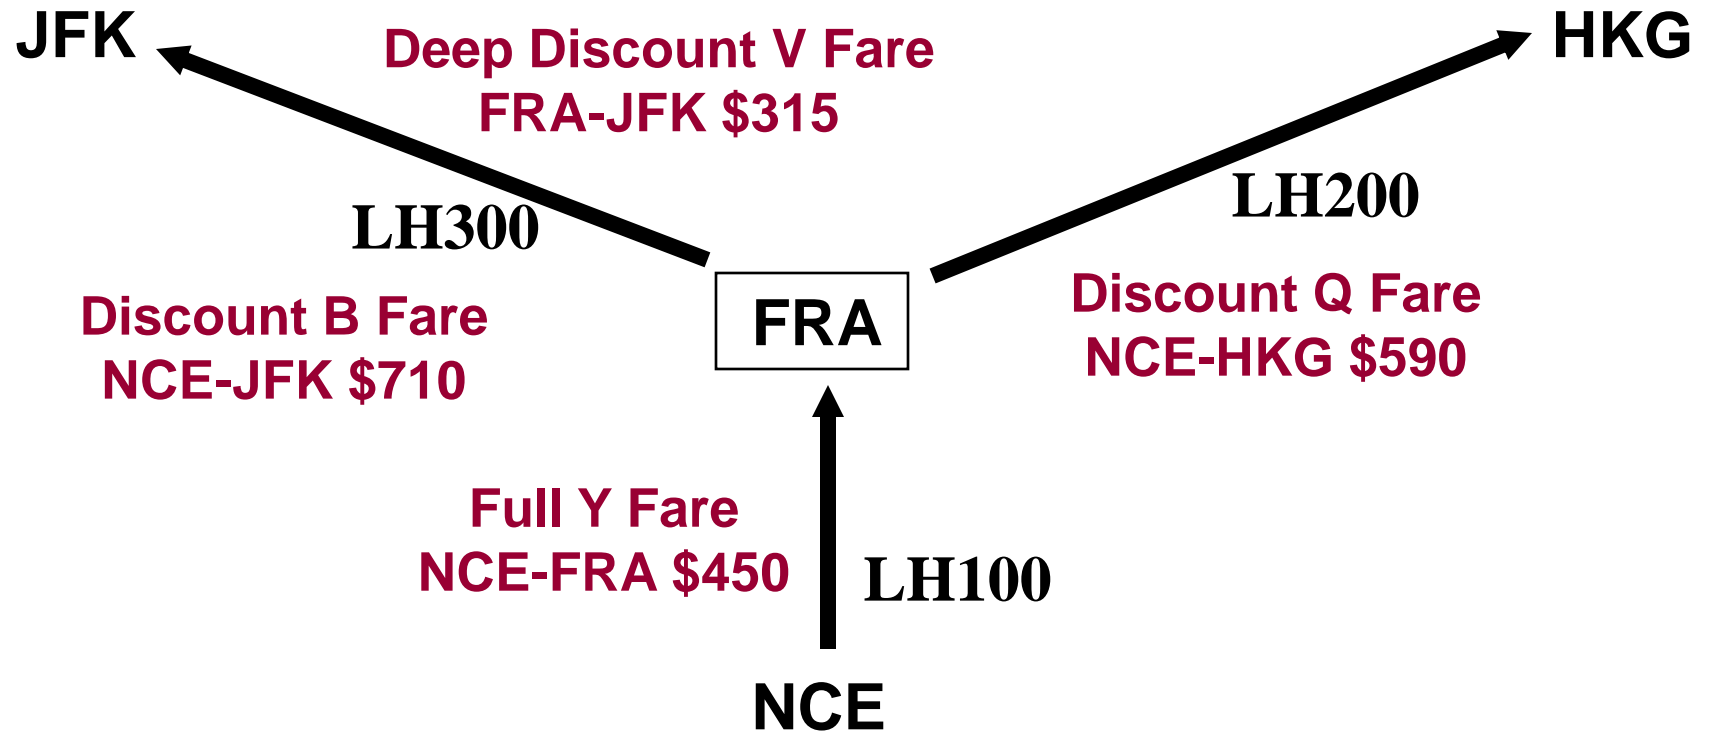 JFK
Deep Discount V Fare
FRA-JFK $315
HKG
LH300
LH200
Discount B Fare
NCE-JFK $710
FRA
Discount Q Fare
NCE-HKG $590
Full Y Fare
NCE-FRA $450
LH100
NCE